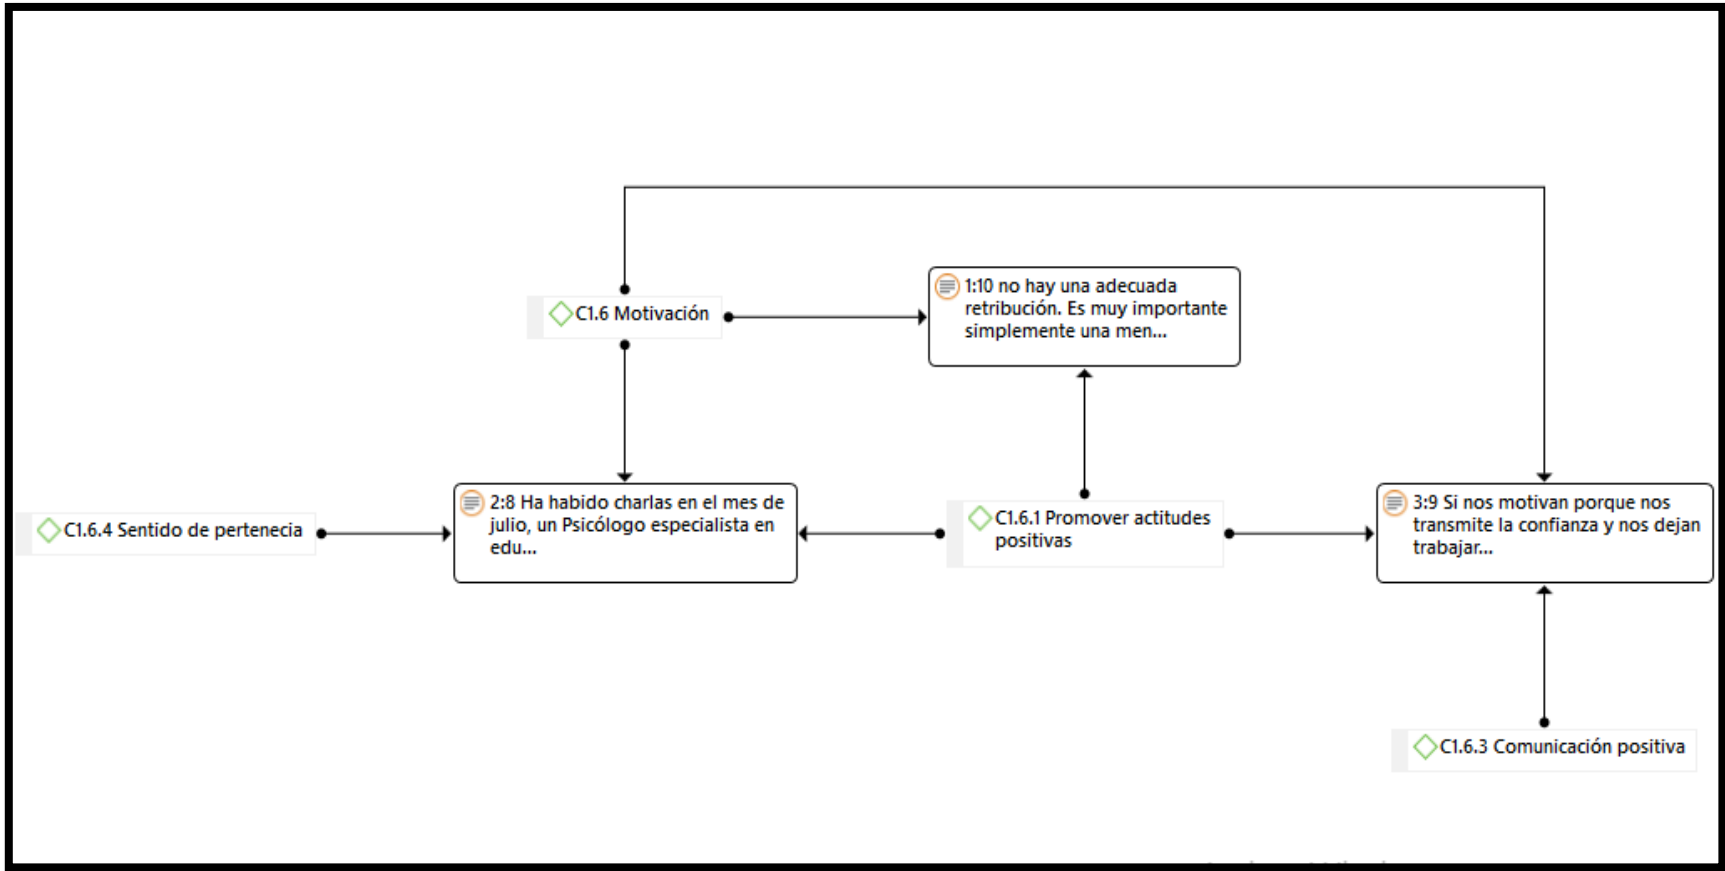 1:10 no hay una adecuada
retribución. Es muy importante
simplemente una men...
C1.6 Motivación
2:8 Ha habido charlas en el mes de
julio, un Psicólogo especialista en
edu...
C1.6.1 Promover actitudes
positivas
3:9 Si nos motivan porque nos
transmite la confianza y nos dejan
trabajar...
C1.6.4 Sentido de pertenecia
C1.6.3 Comunicación positiva